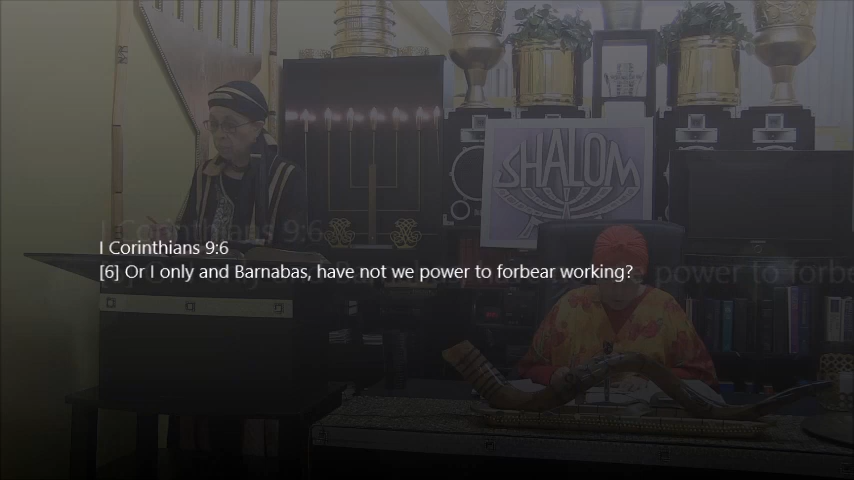 SHALOM
I Corinthians 9:6
[6] Or I only and Barnabas, have not we power to forbear working?